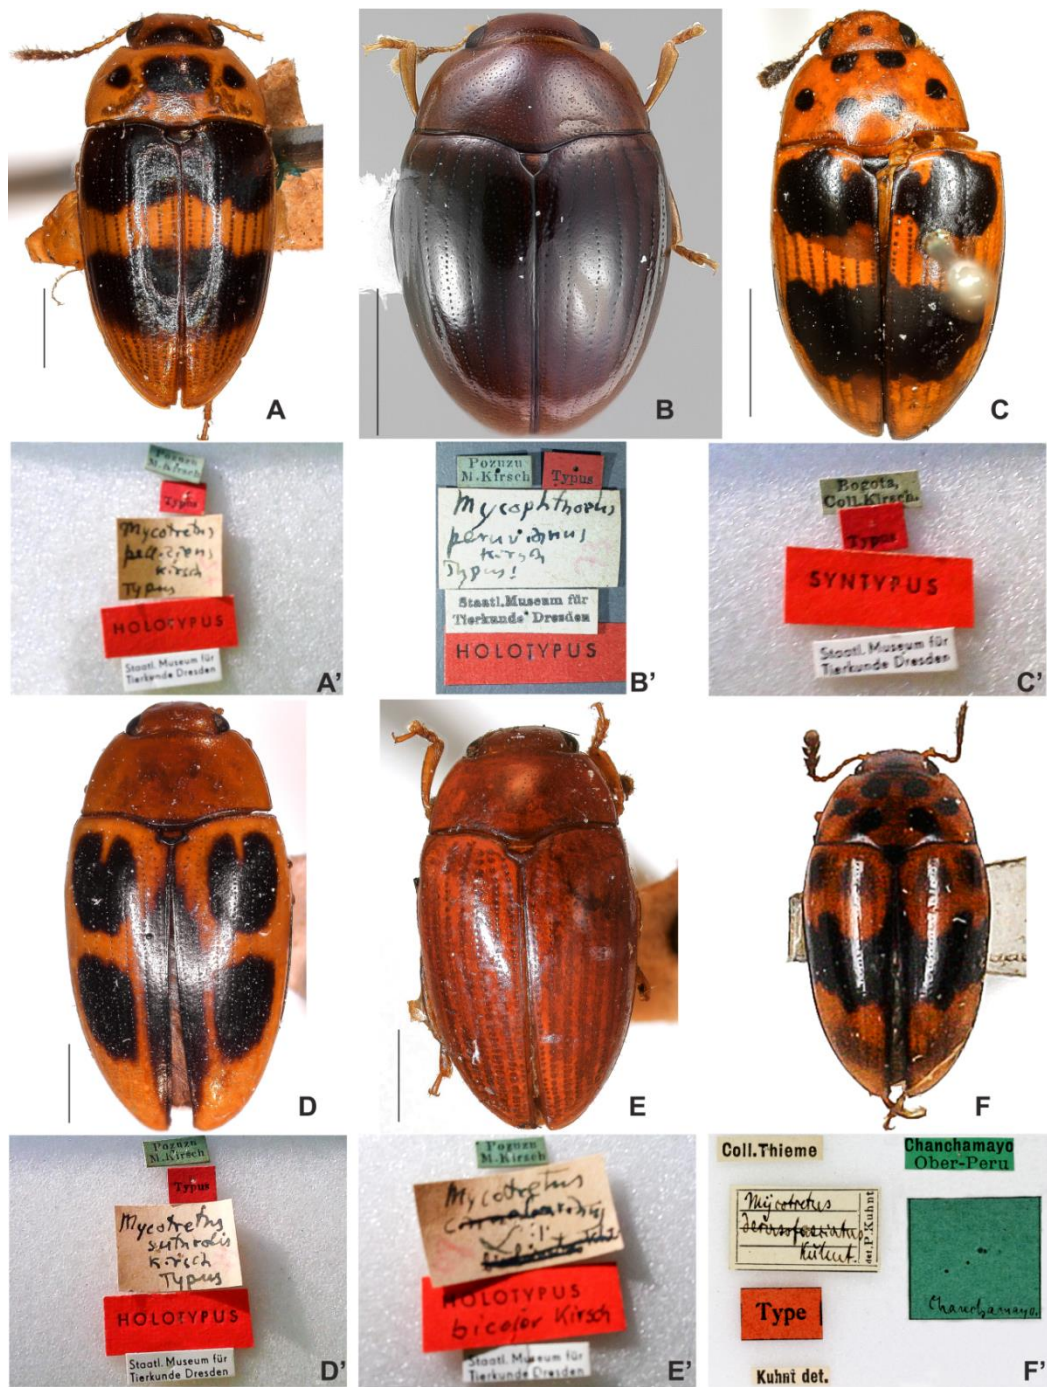 A
B
C
Pozuzu
M.Kirsch
Typus
Mycotretus
Kirsch
Typus
HOLOTYPUS
Staatl. Museum für
Tierkunde Dresden
A'
Pozuzu
M.Kirsch
Typus
Mycophthorus
peruvianus
Kirsch
Typus!
Staatl. Museum für
Tierkunde Dresden
HOLOTYPUS
B'
Bogota,
Coll.Kirsch.
Typus
SYNTYPUS
Staatl. Museum für
Tierkunde Dresden
C'
D
E
F
Pozuzu
M.Kirsch
Typus
Mycotretus
suturalis
Kirsch
Typus
HOLOTYPUS
Staatl. Museum für
Tierkunde Dresden
D'
Pozuzu
M.Kirsch
Mycotretus
HOLOTYPUS
bicolor Kirsch
Staatl. Museum für
Tierkunde Dresden
E'
Coll.Thieme
Mycotretus
Kuhnt.
det. P.Kuhnt
Type
Kuhnt det.
Chanchamayo
Ober-Peru
Chanchamayo.
F'